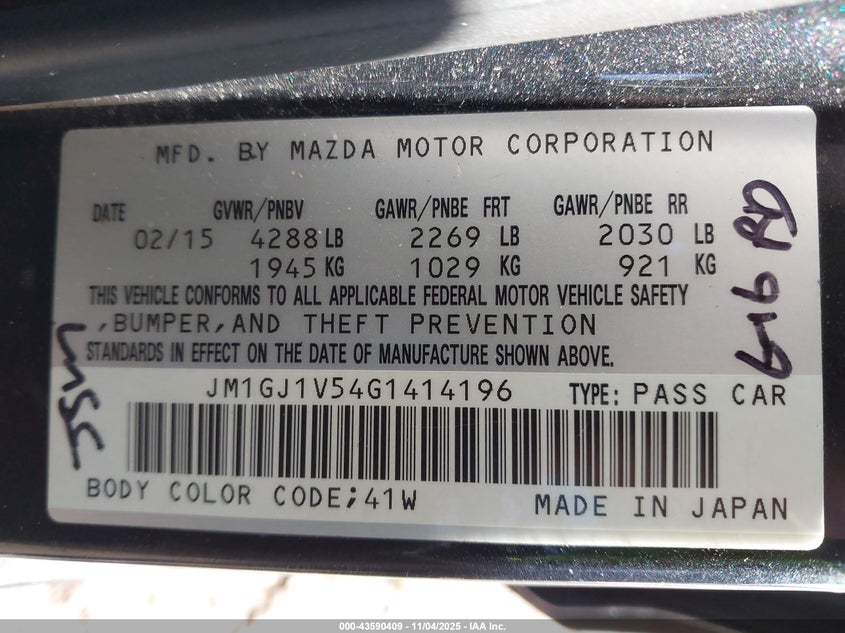 MFD. BY MAZDA MOTOR CORPORATION
DATE GVWR/PNBV GAWR/PNBE FRT GAWR/PNBE RR
02/15 4288 LB 2269 LB 2030 LB
1945 KG 1029 KG 921 KG
THIS VEHICLE CONFORMS TO ALL APPLICABLE FEDERAL MOTOR VEHICLE SAFETY
,BUMPER,AND THEFT PREVENTION
STANDARDS IN EFFECT ON THE DATE OF MANUFACTURE SHOWN ABOVE.
JM1GJ1V54G1414196 TYPE: PASS CAR
BODY COLOR CODE;41W MADE IN JAPAN
000-43590409 - 11/04/2025 - IAA Inc.